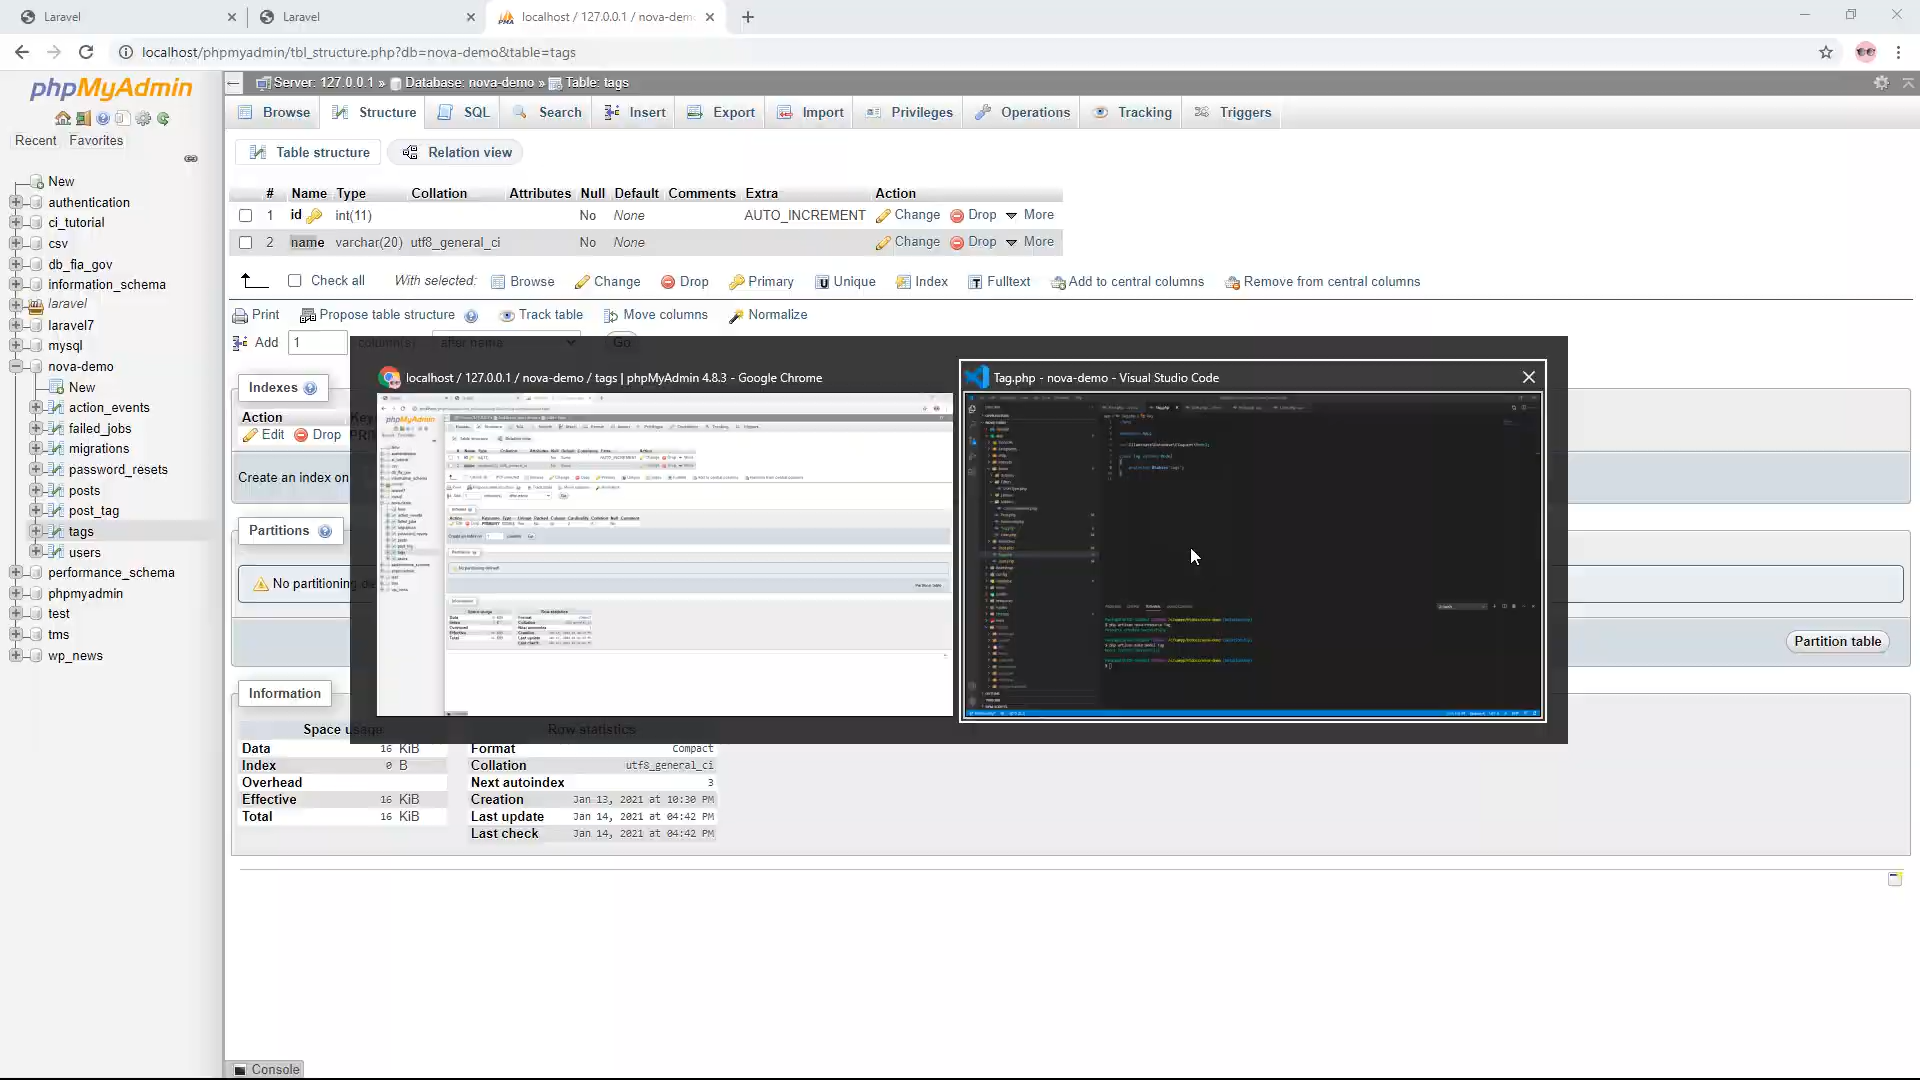 Laravel
Laravel
localhost / 127.0.0.1 / nova-dem
localhost/phpmyadmin/tbl_structure.php?db=nova-demo&table=tags
phpMyAdmin
Recent Favorites
New
authentication
ci_tutorial
csv
db_fia_gov
information_schema
laravel
laravel7
mysql
nova-demo
New
action_events
failed_jobs
migrations
password_resets
posts
post_tag
tags
users
performance_schema
phpmyadmin
test
tms
wp_news
Server: 127.0.0.1 » Database: nova-demo » Table: tags
Browse Structure SQL Search Insert Export Import Privileges Operations Tracking Triggers
Table structure Relation view
# Name Type Collation Attributes Null Default Comments Extra Action
1 id int(11) No None AUTO_INCREMENT Change Drop More
2 name varchar(20) utf8_general_ci No None Change Drop More
Check all With selected: Browse Change Drop Primary Unique Index Fulltext Add to central columns Remove from central columns
Print Propose table structure Track table Move columns Normalize
Add 1 column(s) after name Go
Indexes
Action
Edit Drop
Create an index on
Partitions
No partitioning
Partition table
localhost / 127.0.0.1 / nova-demo / tags | phpMyAdmin 4.8.3 - Google Chrome
Tag.php - nova-demo - Visual Studio Code
Information
Space usage Row statistics
Data 16 KiB Format Compact
Index 0 B Collation utf8_general_ci
Overhead Next autoindex 3
Effective 16 KiB Creation Jan 13, 2021 at 10:30 PM
Total 16 KiB Last update Jan 14, 2021 at 04:42 PM
Last check Jan 14, 2021 at 04:42 PM
Console